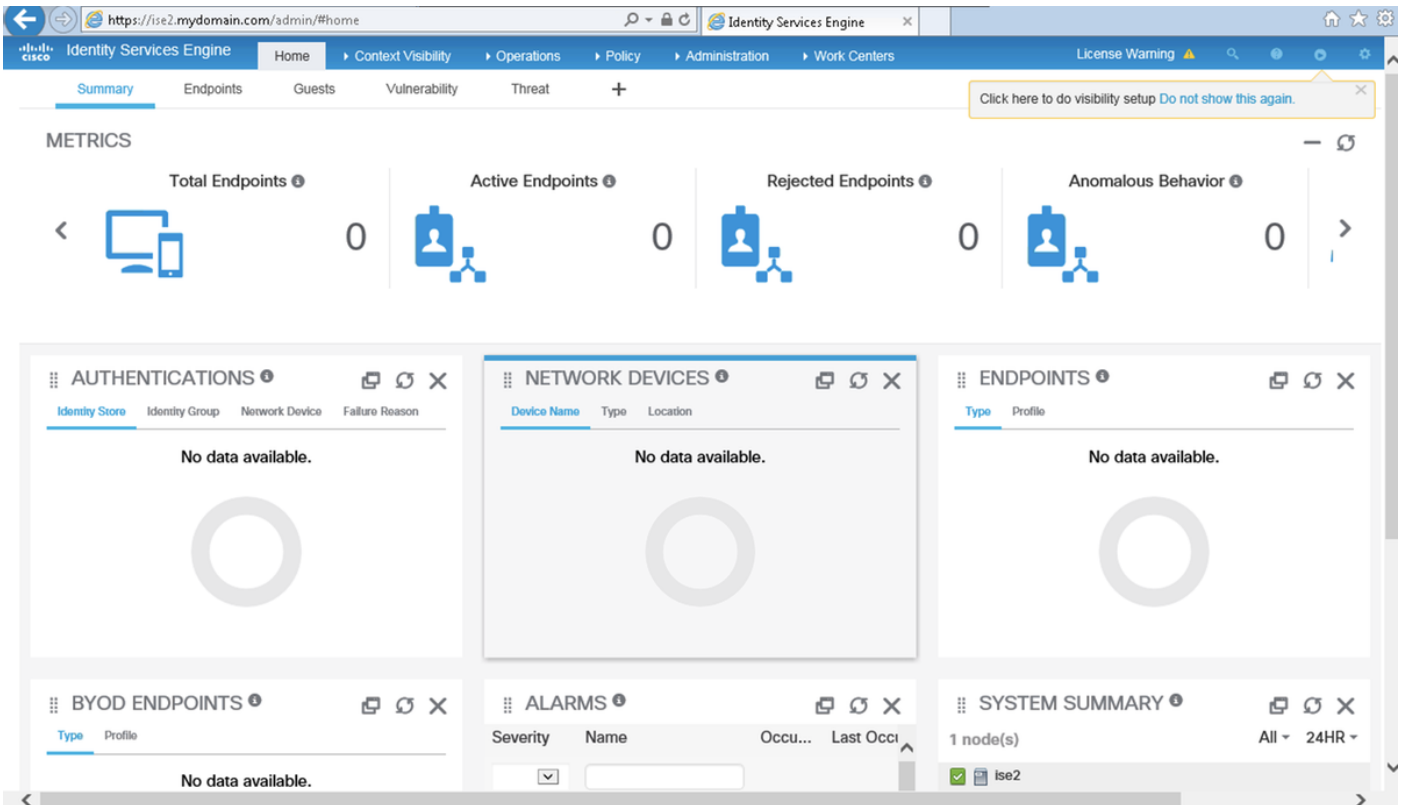 https://ise2.mydomain.com/admin/#home
Identity Services Engine
cisco Identity Services Engine Home Context Visibility Operations Policy Administration Work Centers License Warning
Summary Endpoints Guests Vulnerability Threat +
Click here to do visibility setup Do not show this again.
METRICS
Total Endpoints Active Endpoints Rejected Endpoints Anomalous Behavior
0 0 0 0
AUTHENTICATIONS NETWORK DEVICES ENDPOINTS
Identity Store Identity Group Network Device Failure Reason Device Name Type Location Type Profile
No data available. No data available. No data available.
BYOD ENDPOINTS ALARMS SYSTEM SUMMARY
Type Profile Severity Name Occu... Last Occu 1 node(s) All 24HR
No data available. ise2